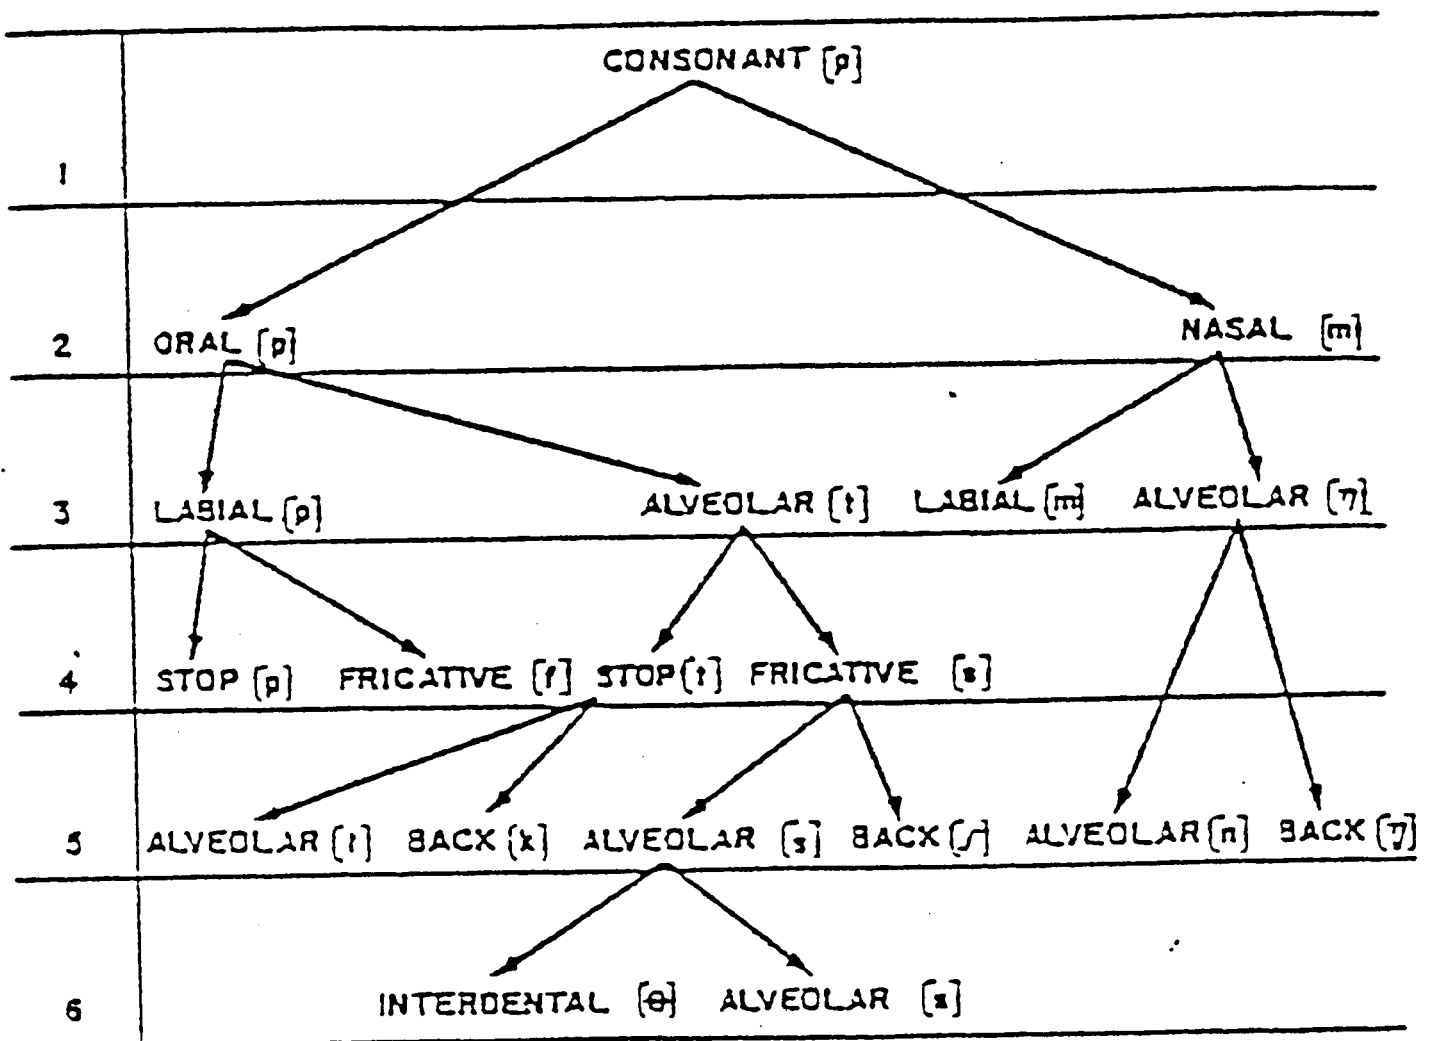 CONSONANT [p]
1
2 ORAL [p] NASAL [m]
3 LABIAL [p] ALVEOLAR [t] LABIAL [m] ALVEOLAR [η]
4 STOP [p] FRICATIVE [f] STOP [t] FRICATIVE [s]
5 ALVEOLAR [t] BACK [k] ALVEOLAR [s] BACK [ʃ] ALVEOLAR [n] BACK [η]
6 INTERDENTAL [θ] ALVEOLAR [s]